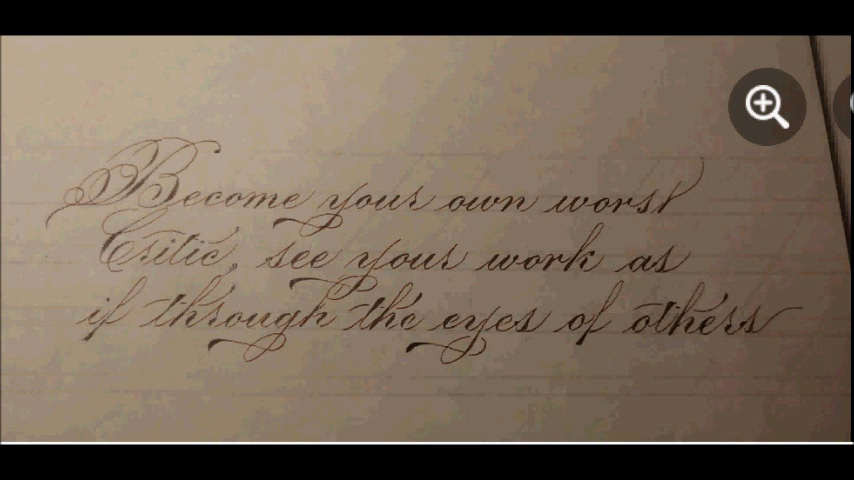 Become your own worst
Critic, see your work as
if through the eyes of others